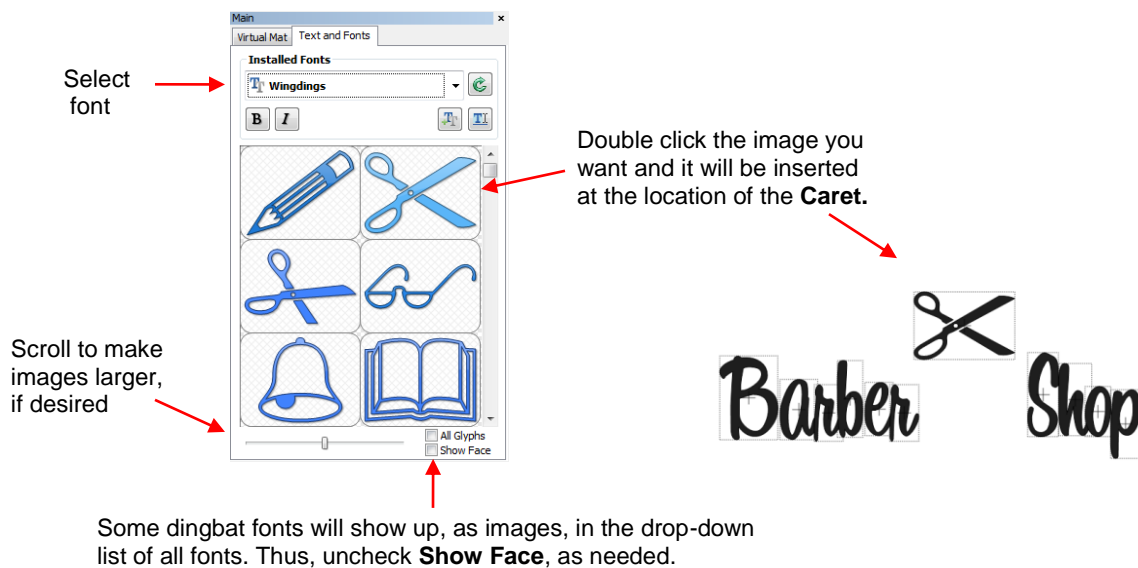 Main
Virtual Mat Text and Fonts
Installed Fonts
Select
font
Wingdings
B I
Double click the image you
want and it will be inserted
at the location of the Caret.
Scroll to make
images larger,
if desired
Barber Shop
All Glyphs
Show Face
Some dingbat fonts will show up, as images, in the drop-down
list of all fonts. Thus, uncheck Show Face, as needed.